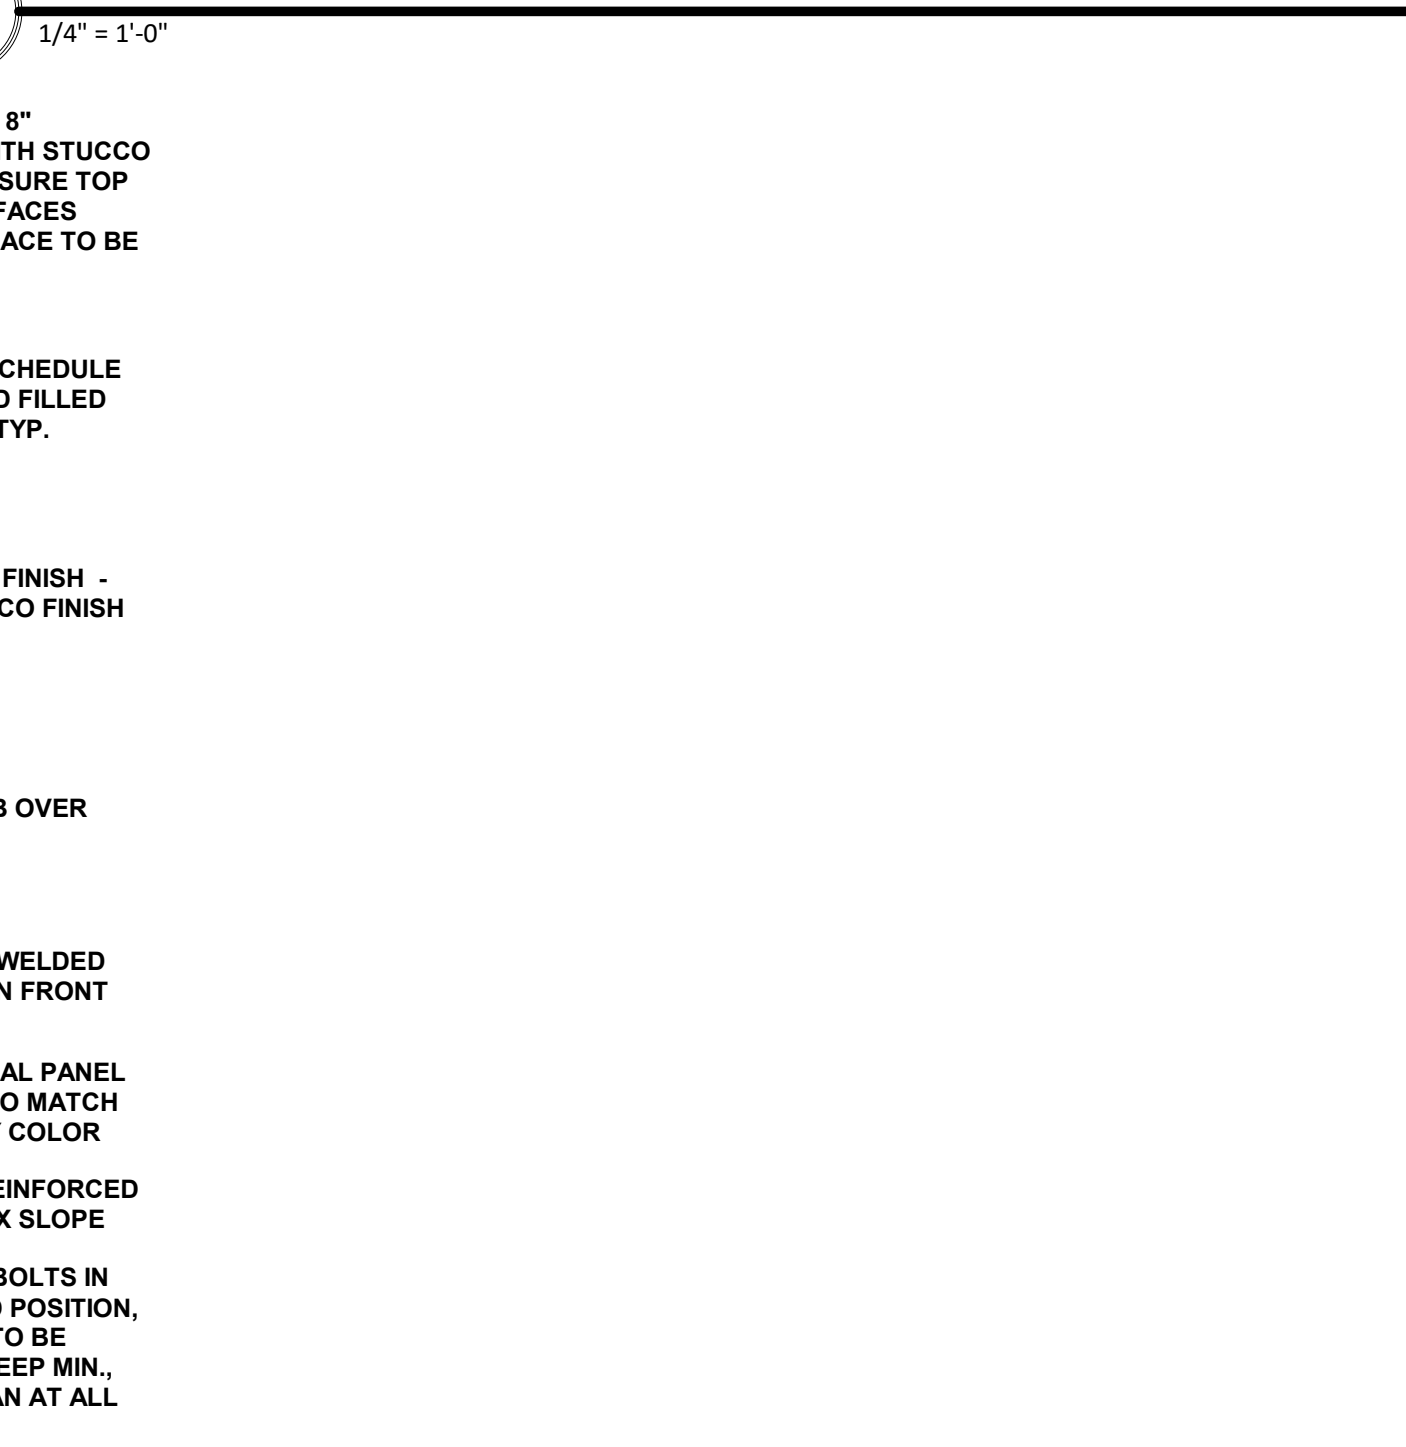 1/4" = 1'-0"
8"
TH STUCCO
SURE TOP
FACES
ACE TO BE
CHEDULE
D FILLED
TYP.
FINISH -
CO FINISH
B OVER
WELDED
N FRONT
AL PANEL
O MATCH
COLOR
EINFORCED
X SLOPE
BOLTS IN
POSITION,
TO BE
EEP MIN.,
AN AT ALL